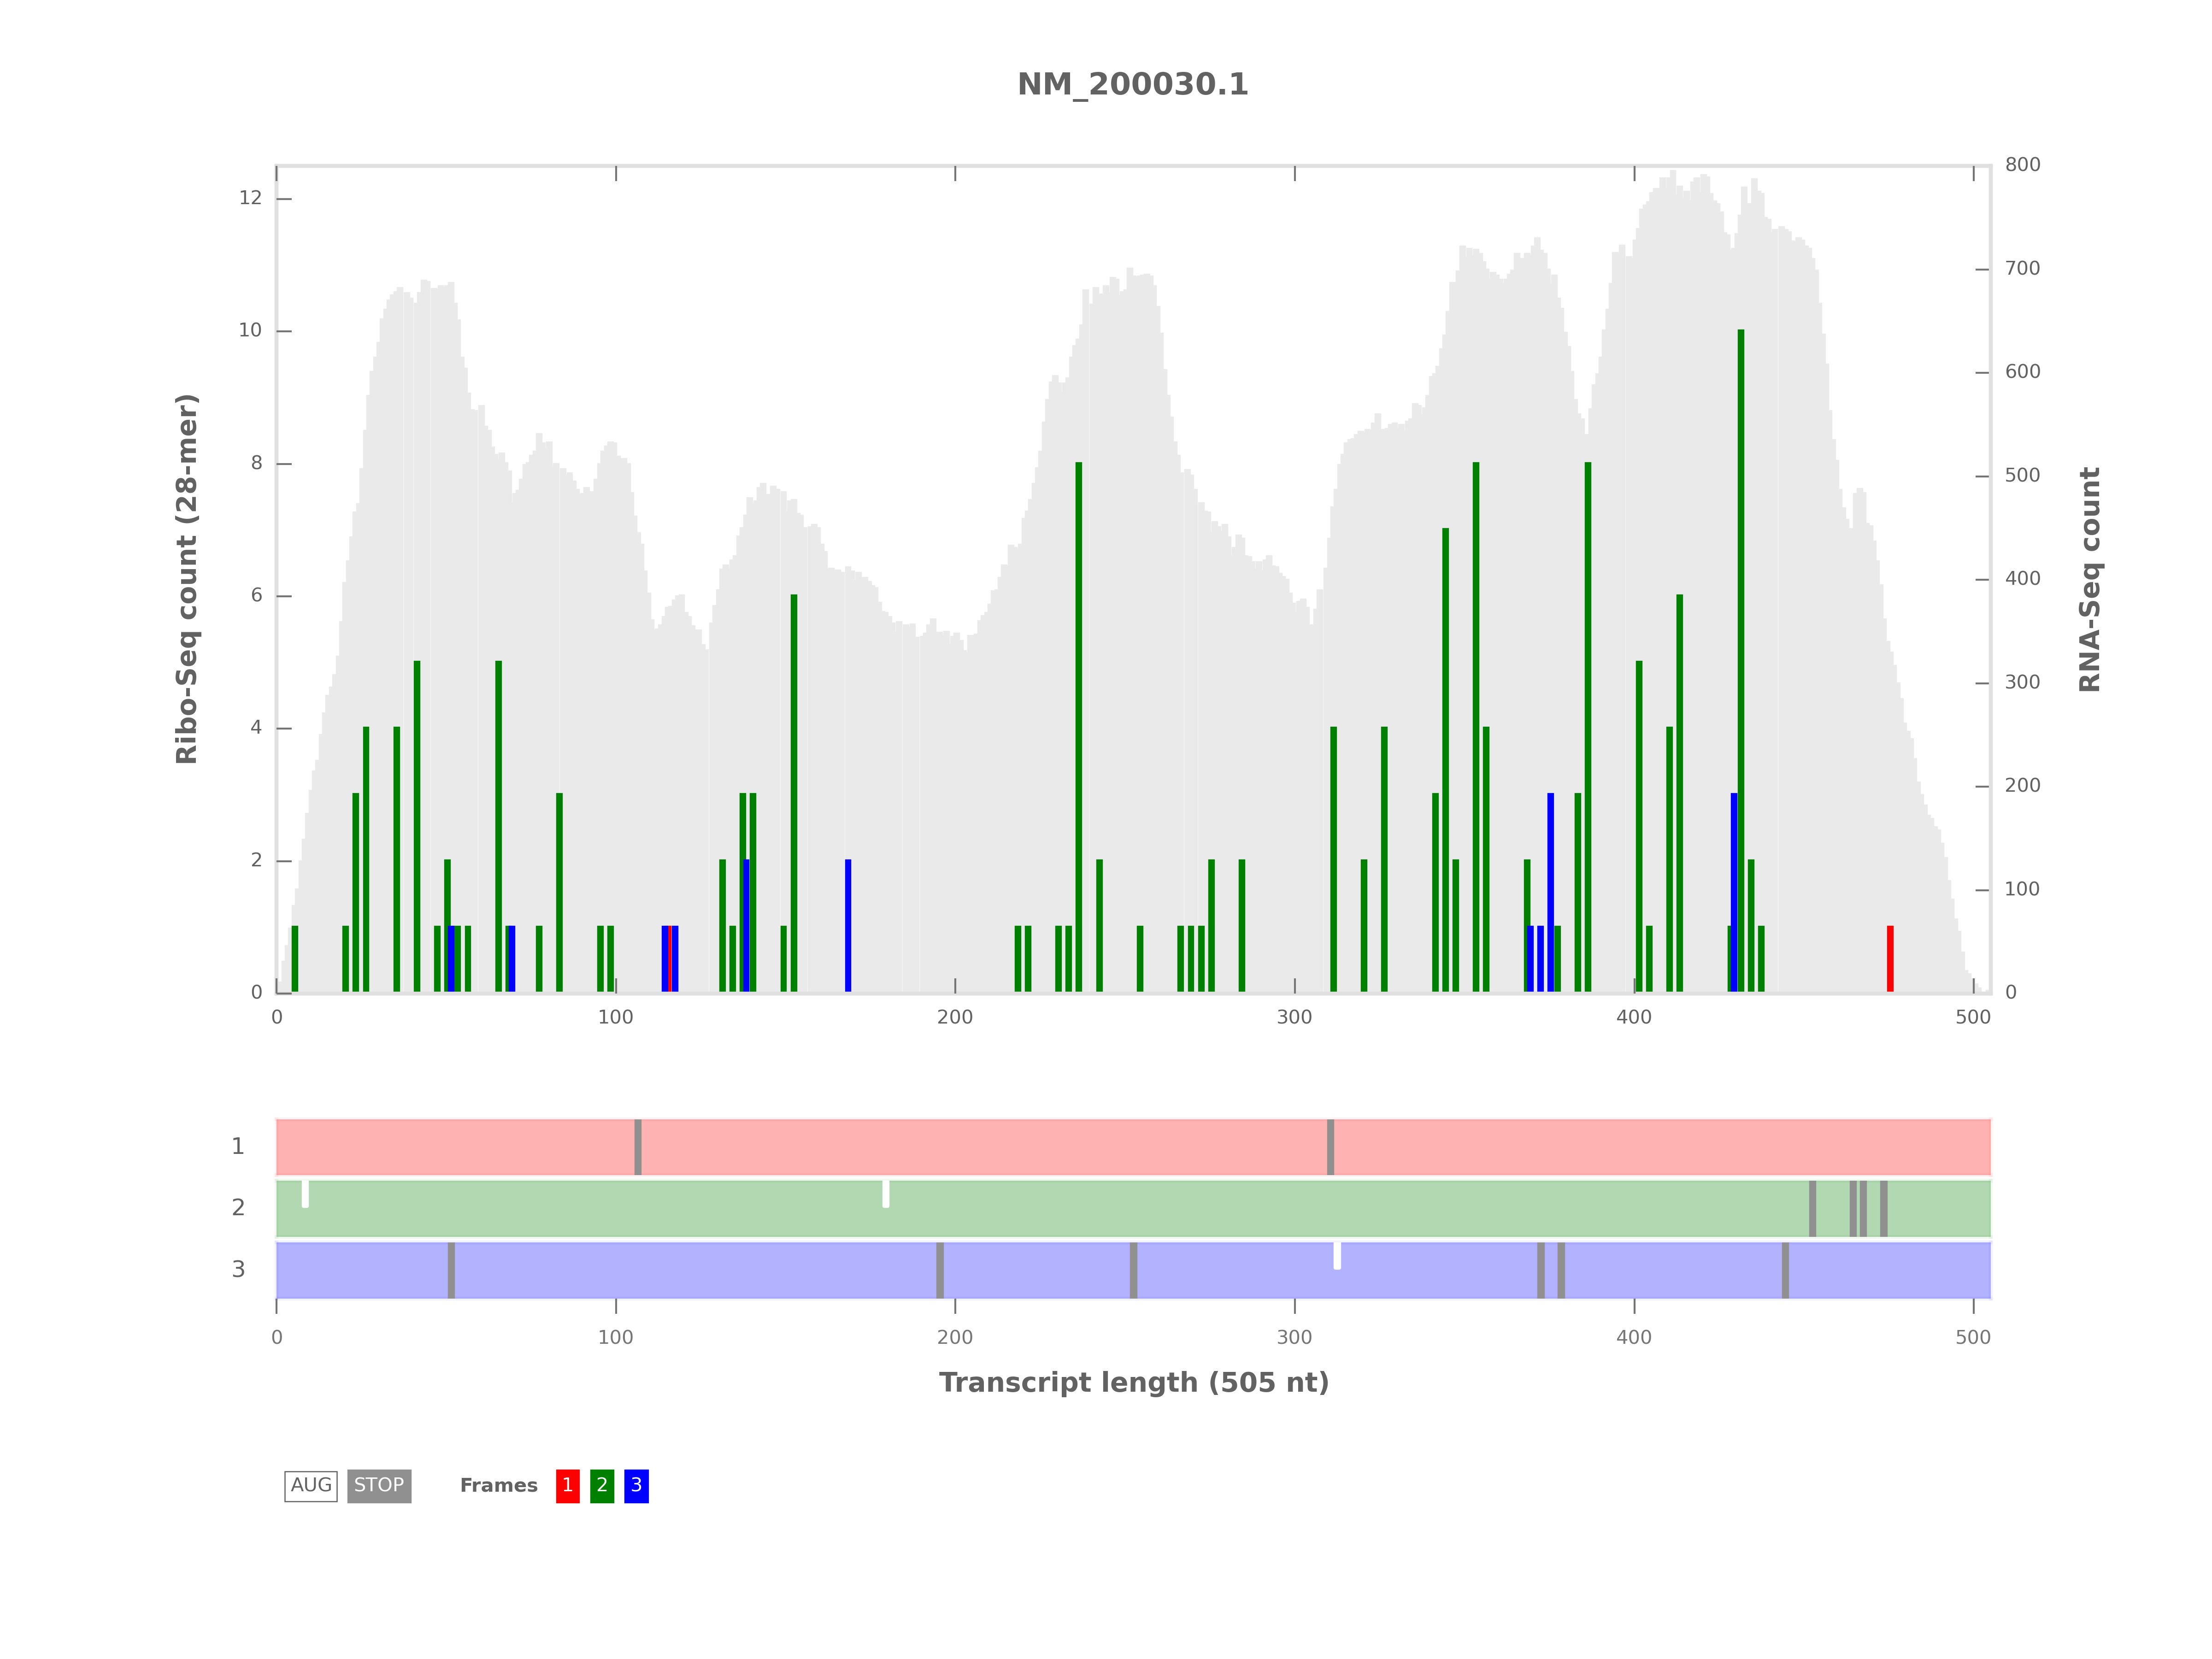 NM_200030.1
800
12
700
10
600
8
500
400
6
300
4
200
2
100
0
0
Ribo-Seq count (28-mer)
RNA-Seq count
0 100 200 300 400 500
1
2
3
0 100 200 300 400 500
Transcript length (505 nt)
AUG STOP Frames 1 2 3